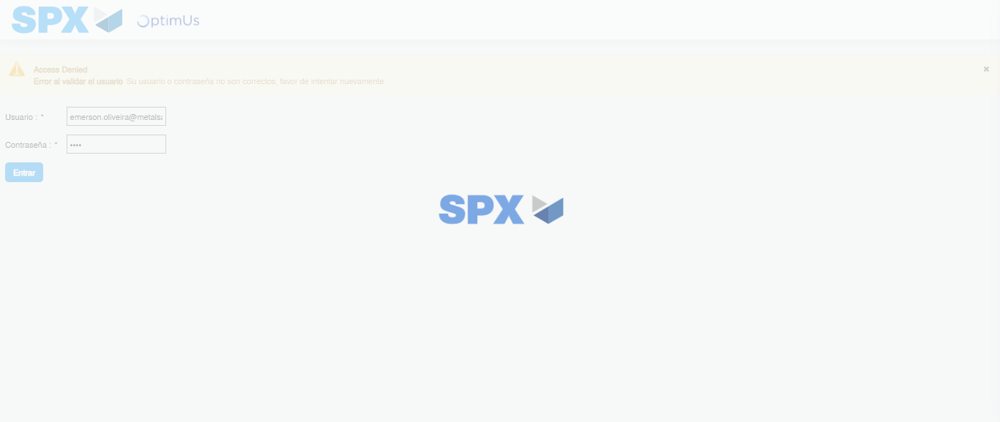 SPX OptimUs
Access Denied
Error al validar el usuario Su usuario o contraseña no son correctos, favor de intentar nuevamente
Usuario : * emerson.oliveira@metalsa
Contraseña : * ••••
Entrar
SPX